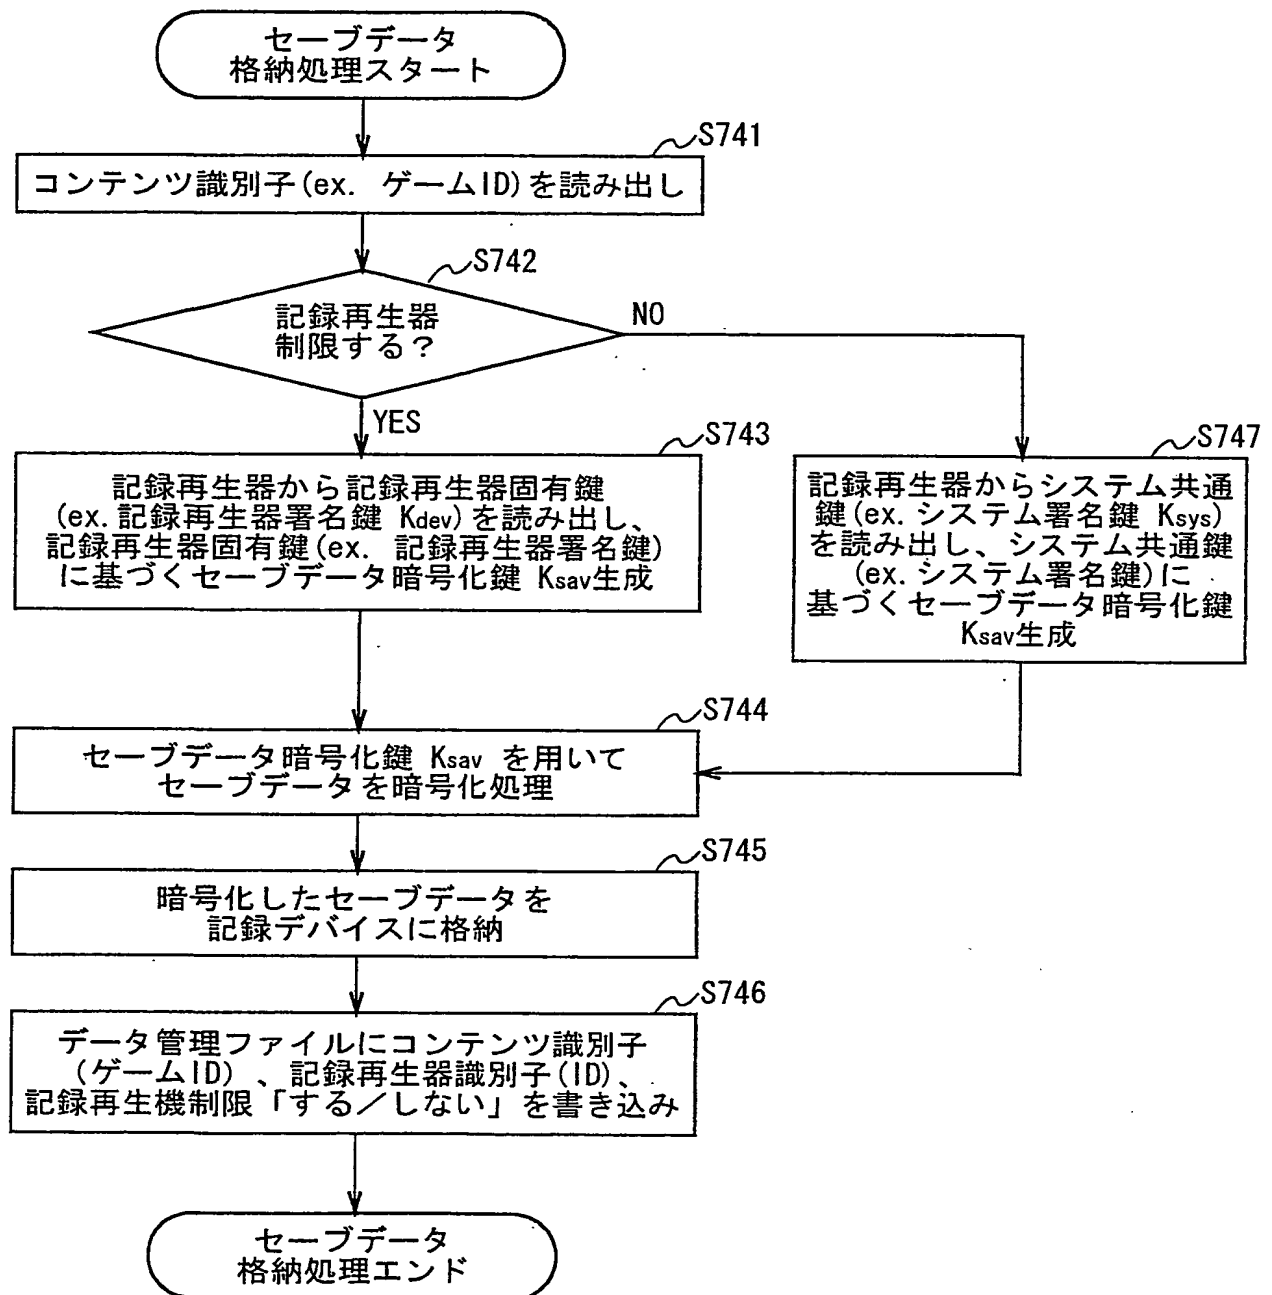 セーブデータ
格納処理スタート
S741
コンテンツ識別子(ex. ゲームID)を読み出し
S742
記録再生器
制限する?
NO
YES
S743
記録再生器から記録再生器固有鍵
(ex.記録再生器署名鍵 Kdev)を読み出し、
記録再生器固有鍵(ex. 記録再生器署名鍵)
に基づくセーブデータ暗号化鍵 Ksav生成
S747
記録再生器からシステム共通
鍵(ex.システム署名鍵 Ksys)
を読み出し、システム共通鍵
(ex.システム署名鍵)に
基づくセーブデータ暗号化鍵
Ksav生成
S744
セーブデータ暗号化鍵 Ksav を用いて
セーブデータを暗号化処理
S745
暗号化したセーブデータを
記録デバイスに格納
S746
データ管理ファイルにコンテンツ識別子
(ゲームID)、記録再生器識別子(ID)、
記録再生機制限「する/しない」を書き込み
セーブデータ
格納処理エンド